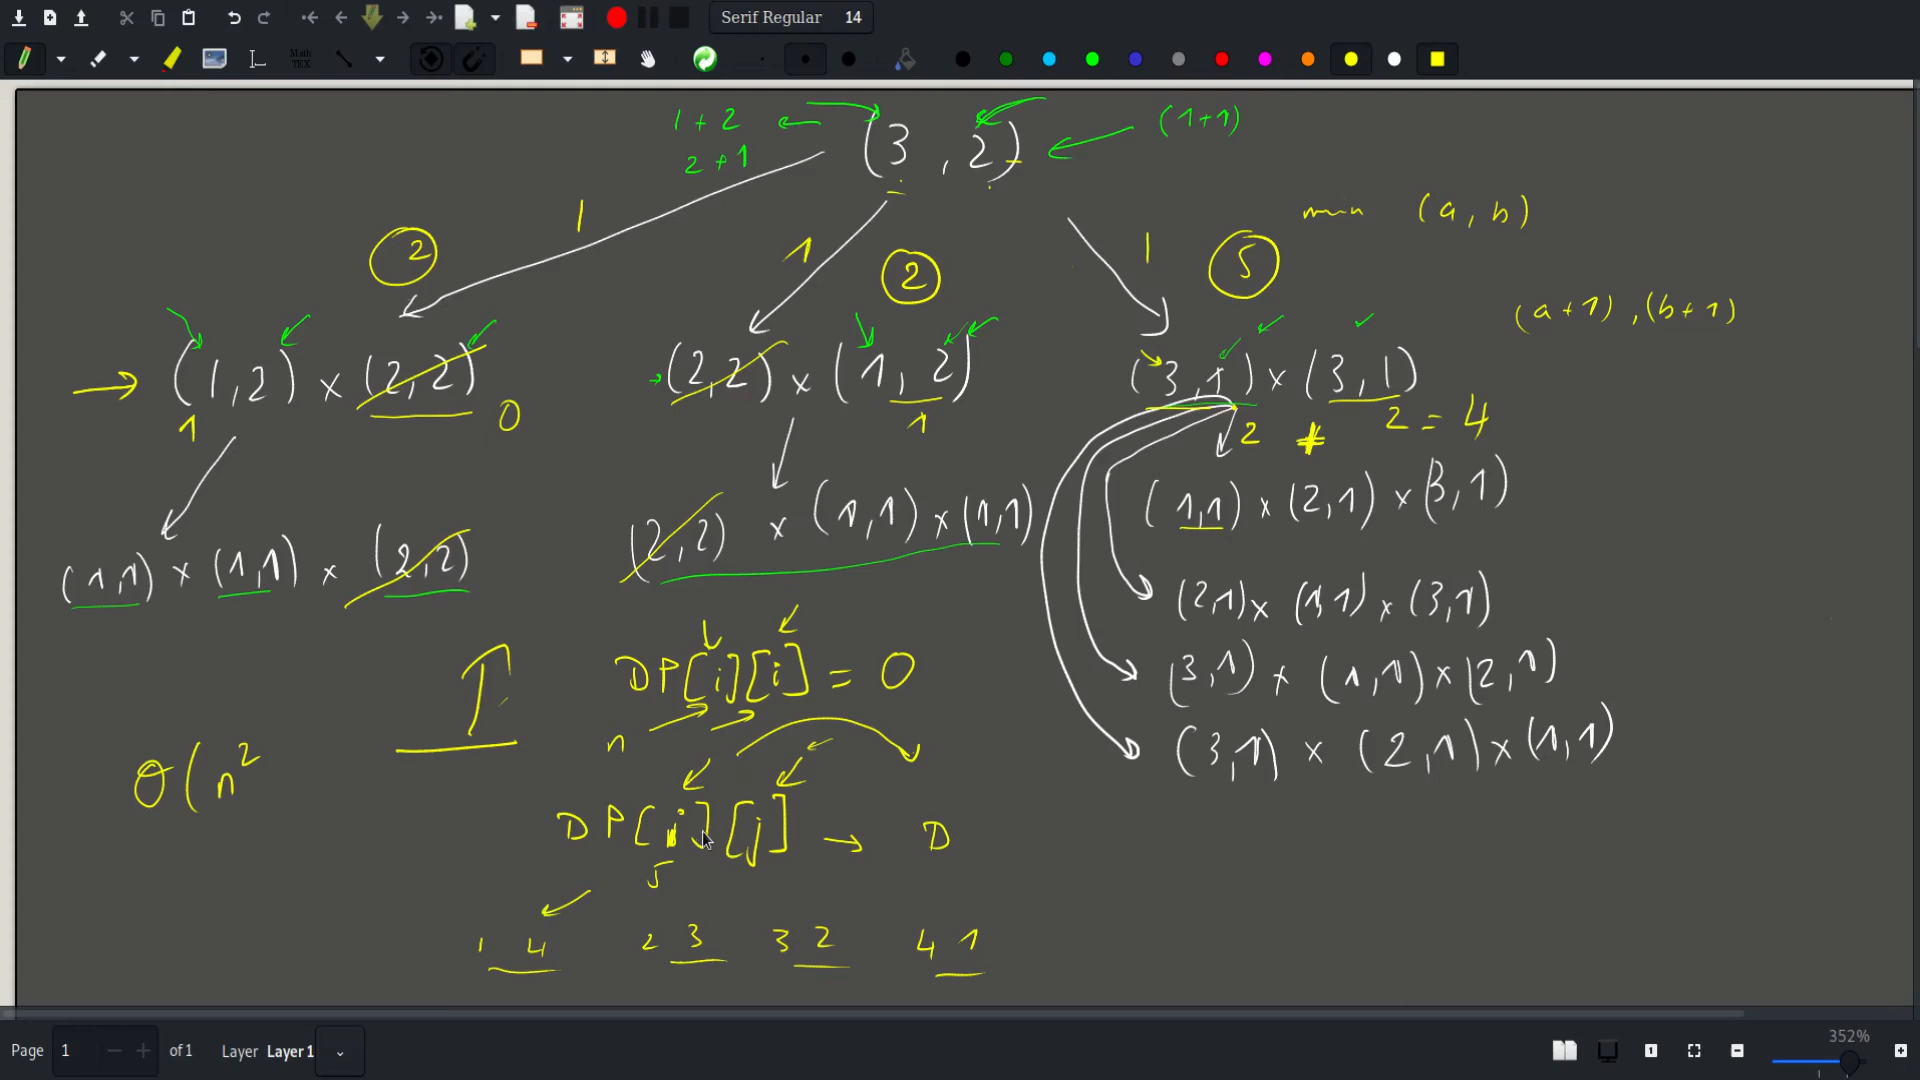 Serif Regular 14
Math
TEX
1 + 2
2 + 1
(3 , 2)
(1+1)
1
1
1
2
2
5
(a, b)
(a+1) , (b+1)
(1,2) × (2,2)
1
0
(2,2) × (1, 2)
1
(3,1) × (3,1)
2 * 2 = 4
(1,1) × (2,1) × (3,1)
(1,1) × (1,1) × (2,2)
(2,2) × (1,1) × (1,1)
(2,1) × (1,1) × (3,1)
(3,1) × (1,1) × (2,1)
(3,1) × (2,1) × (1,1)
DP[i][i] = 0
n
O(n²
DP[i][j] → D
5
1 4 2 3 3 2 4 1
Page 1 of 1 Layer Layer 1
352%